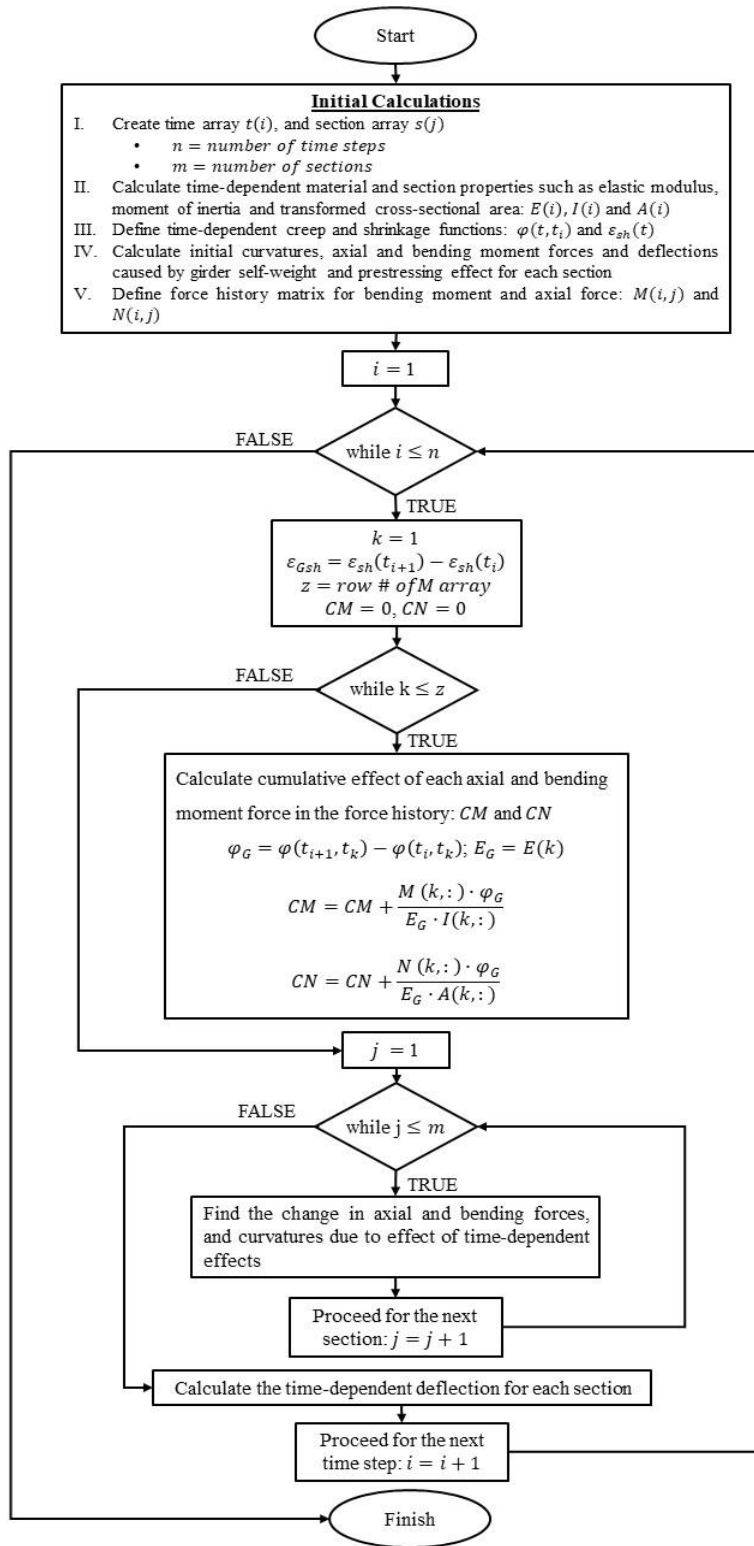 Start
Initial Calculations
I. Create time array t(i), and section array s(j)
• n = number of time steps
• m = number of sections
II. Calculate time-dependent material and section properties such as elastic modulus,
moment of inertia and transformed cross-sectional area: E(i), I(i) and A(i)
III. Define time-dependent creep and shrinkage functions: φ(t, t_i) and ε_sh(t)
IV. Calculate initial curvatures, axial and bending moment forces and deflections
caused by girder self-weight and prestressing effect for each section
V. Define force history matrix for bending moment and axial force: M(i, j) and
N(i, j)
i = 1
FALSE
while i ≤ n
TRUE
k = 1
ε_Gsh = ε_sh(t_{i+1}) − ε_sh(t_i)
z = row # of M array
CM = 0, CN = 0
FALSE
while k ≤ z
TRUE
Calculate cumulative effect of each axial and bending
moment force in the force history: CM and CN
φ_G = φ(t_{i+1}, t_k) − φ(t_i, t_k); E_G = E(k)
CM = CM + M (k, : ) · φ_G / E_G · I(k, : )
CN = CN + N (k, : ) · φ_G / E_G · A(k, : )
j = 1
FALSE
while j ≤ m
TRUE
Find the change in axial and bending forces,
and curvatures due to effect of time-dependent
effects
Proceed for the next
section: j = j + 1
Calculate the time-dependent deflection for each section
Proceed for the next
time step: i = i + 1
Finish